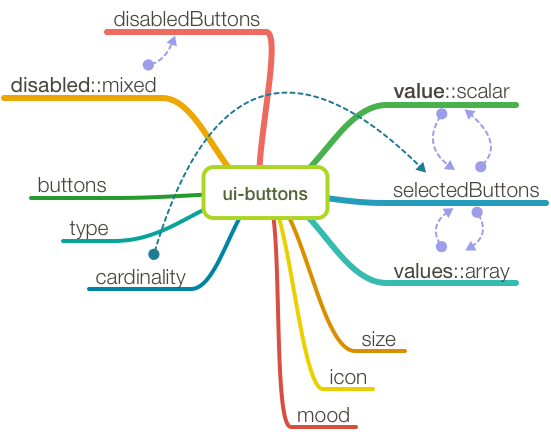 disabledButtons
disabled::mixed
value::scalar
buttons
ui-buttons
selectedButtons
type
cardinality
values::array
size
icon
mood